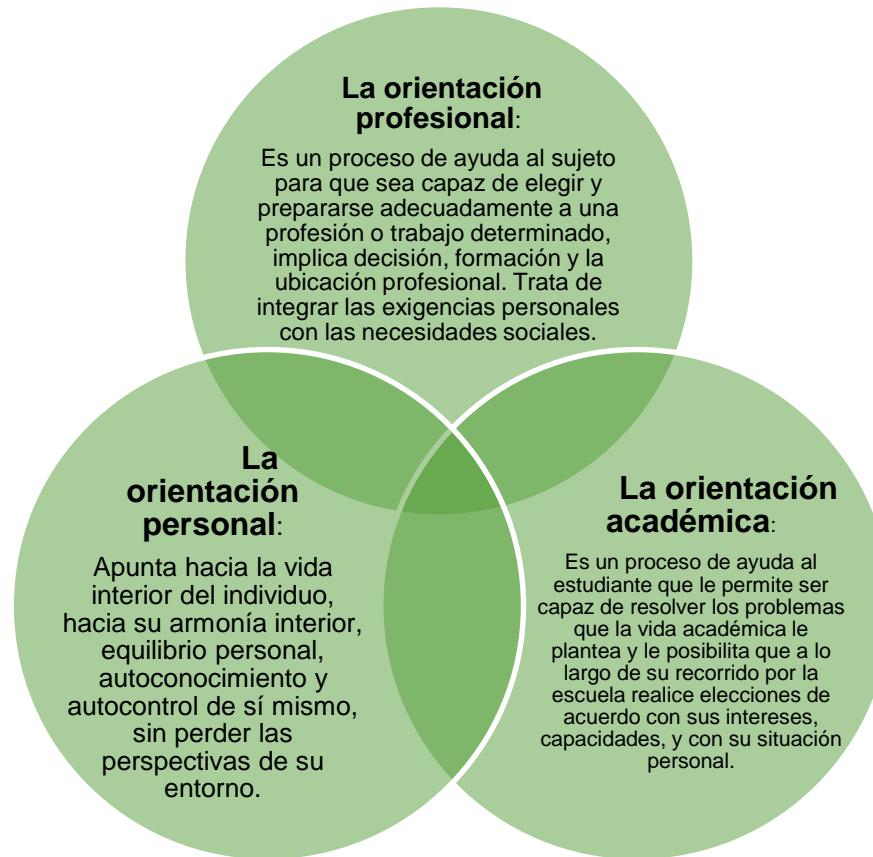 La orientación
profesional:
Es un proceso de ayuda al sujeto
para que sea capaz de elegir y
prepararse adecuadamente a una
profesión o trabajo determinado,
implica decisión, formación y la
ubicación profesional. Trata de
integrar las exigencias personales
con las necesidades sociales.
La
orientación
personal:
Apunta hacia la vida
interior del individuo,
hacia su armonía interior,
equilibrio personal,
autoconocimiento y
autocontrol de sí mismo,
sin perder las
perspectivas de su
entorno.
La orientación
académica:
Es un proceso de ayuda al
estudiante que le permite ser
capaz de resolver los problemas
que la vida académica le
plantea y le posibilita que a lo
largo de su recorrido por la
escuela realice elecciones de
acuerdo con sus intereses,
capacidades, y con su situación
personal.